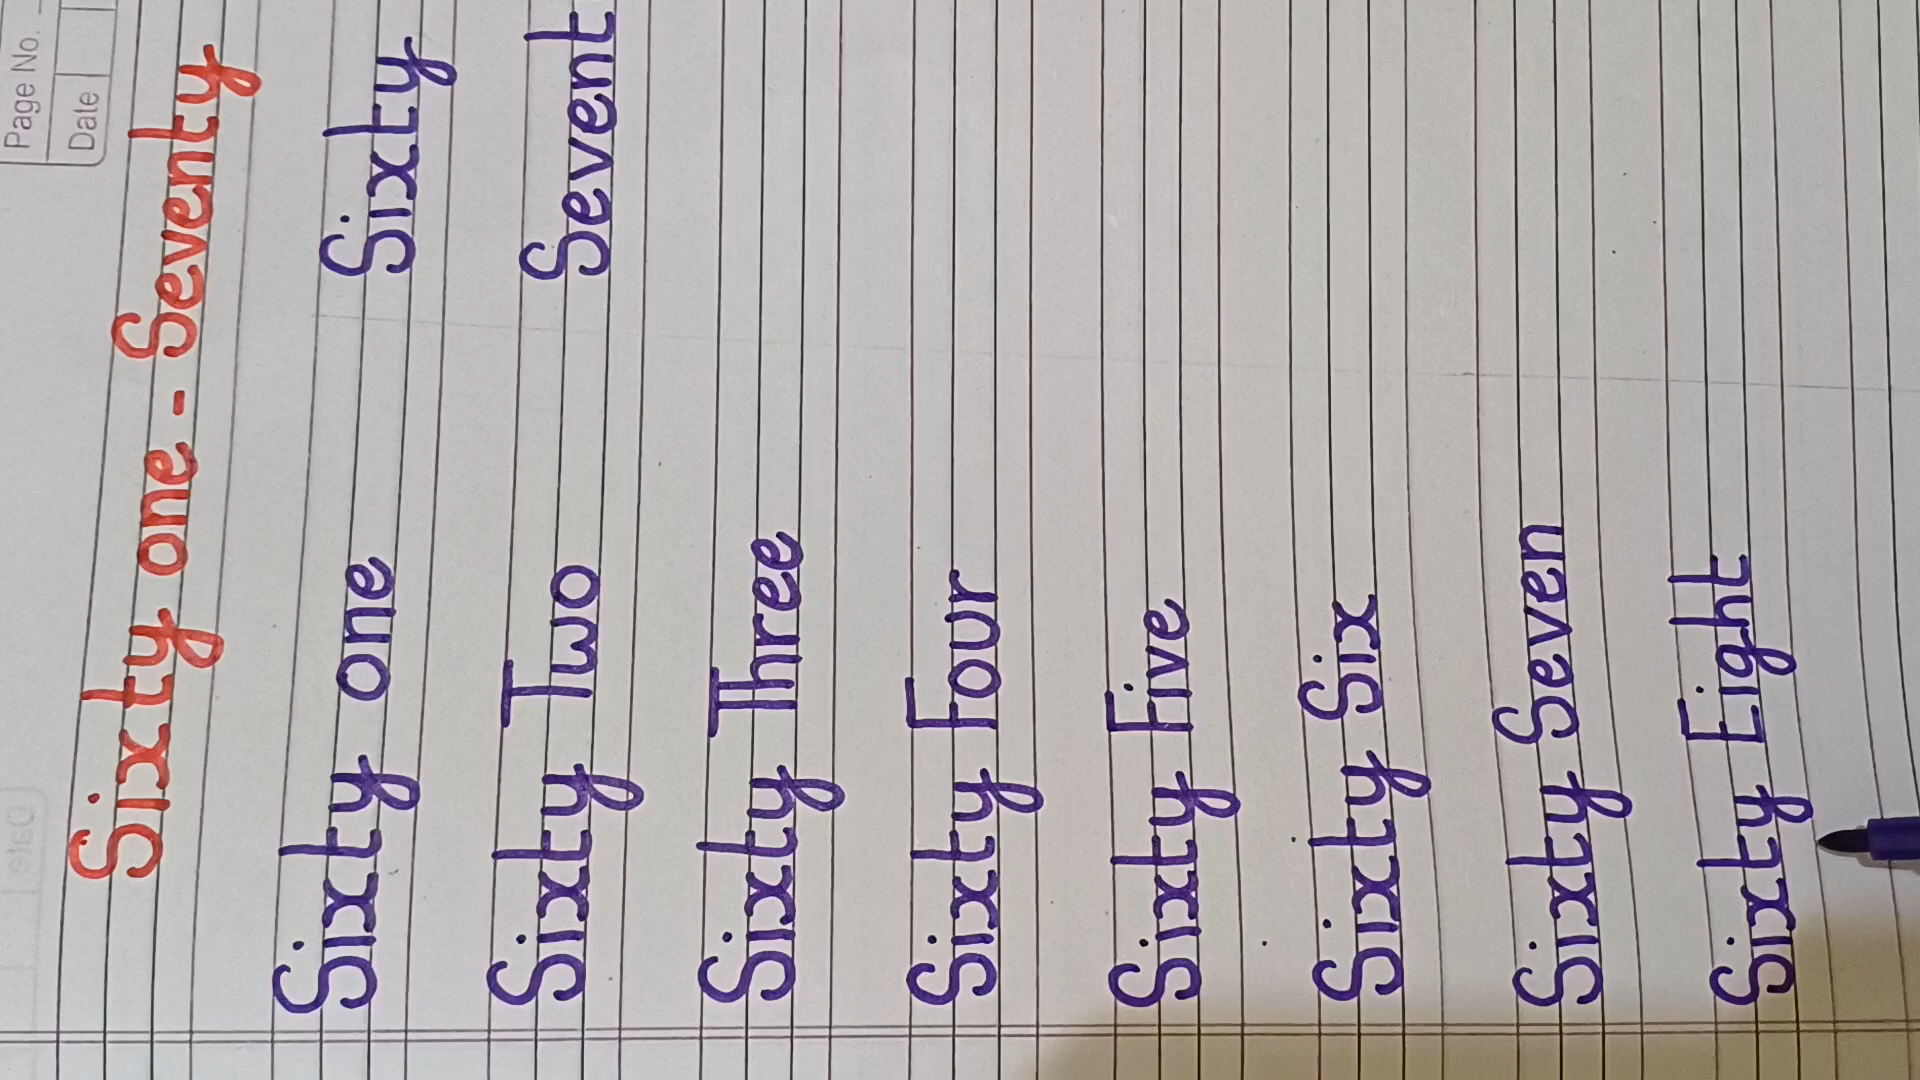 Page No.
Date
Sixty one - Seventy
Sixty one Sixty
Sixty Two Sevent
Sixty Three
Sixty Four
Sixty Five
Sixty Six
Sixty Seven
Sixty Eight